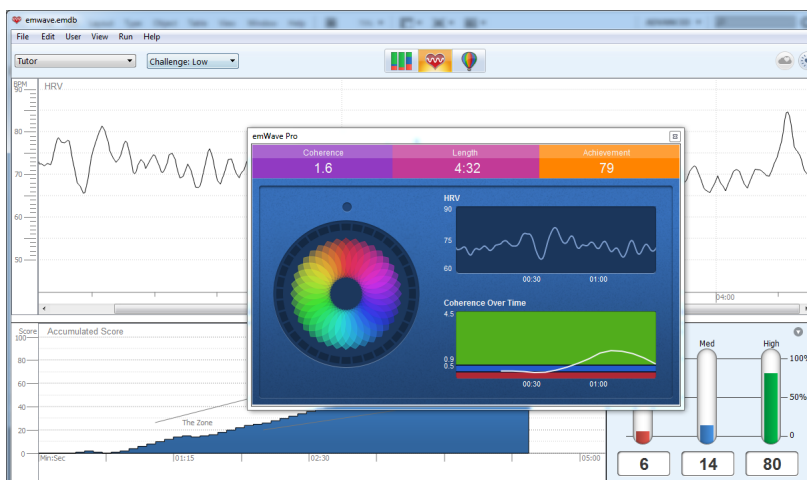 emwave.emdb
File Edit User View Run Help
Tutor
Challenge: Low
BPM
HRV
90
80
70
60
50
04:00
emWave Pro
Coherence Length Achievement
1.6 4:32 79
HRV
90
75
60
00:30 01:00
Coherence Over Time
4.5
0.9
0.5
00:30 01:00
Score Accumulated Score
100
80
60
40
20
0
The Zone
Min:Sec 01:15 02:30 05:00
Med High
100%
50%
0
6 14 80